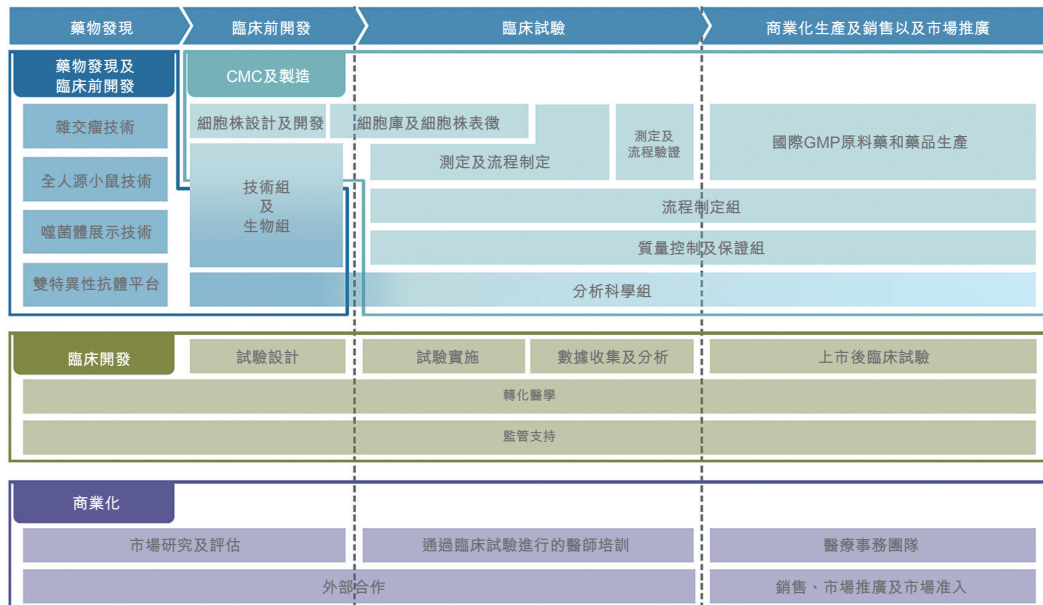 藥物發現
臨床前開發
臨床試驗
商業化生產及銷售以及市場推廣
藥物發現及
臨床前開發
CMC及製造
雜交瘤技術
細胞株設計及開發
細胞庫及細胞株表徵
測定及
流程驗證
國際GMP原料藥和藥品生產
測定及流程制定
全人源小鼠技術
技術組
及
生物組
流程制定組
噬菌體展示技術
質量控制及保證組
雙特異性抗體平台
分析科學組
臨床開發
試驗設計
試驗實施
數據收集及分析
上市後臨床試驗
轉化醫學
監管支持
商業化
市場研究及評估
通過臨床試驗進行的醫師培訓
醫療事務團隊
外部合作
銷售、市場推廣及市場准入